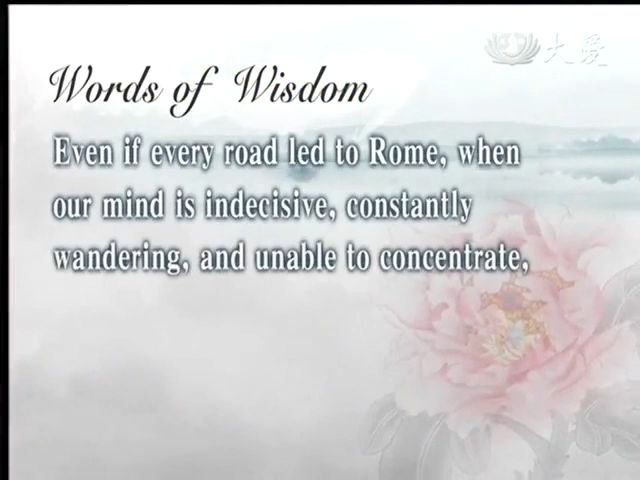 大愛
Words of Wisdom
Even if every road led to Rome, when
our mind is indecisive, constantly
wandering, and unable to concentrate,